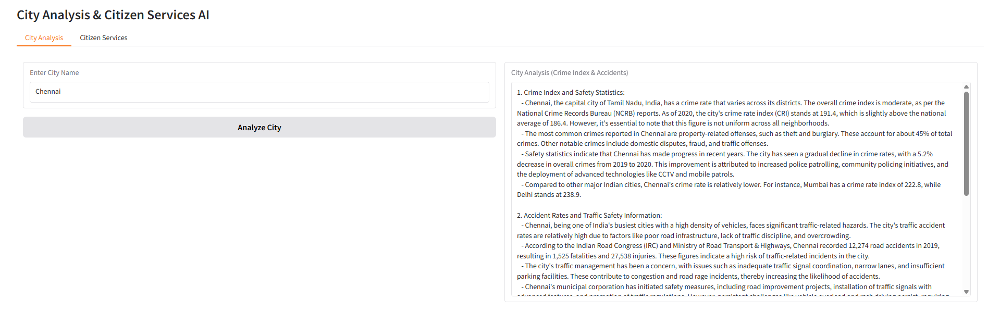 City Analysis & Citizen Services AI
City Analysis
Citizen Services
Enter City Name
Chennai
Analyze City
City Analysis (Crime Index & Accidents)
1. Crime Index and Safety Statistics:
- Chennai, the capital city of Tamil Nadu, India, has a crime rate that varies across its districts. The overall crime index is moderate, as per the
National Crime Records Bureau (NCRB) reports. As of 2020, the city's crime rate index (CRI) stands at 191.4, which is slightly above the national
average of 186.4. However, it's essential to note that this figure is not uniform across all neighborhoods.
- The most common crimes reported in Chennai are property-related offenses, such as theft and burglary. These account for about 45% of total
crimes. Other notable crimes include domestic disputes, fraud, and traffic offenses.
- Safety statistics indicate that Chennai has made progress in recent years. The city has seen a gradual decline in crime rates, with a 5.2%
decrease in overall crimes from 2019 to 2020. This improvement is attributed to increased police patrolling, community policing initiatives, and
the deployment of advanced technologies like CCTV and mobile patrols.
- Compared to other major Indian cities, Chennai's crime rate is relatively lower. For instance, Mumbai has a crime rate index of 222.8, while
Delhi stands at 238.9.
2. Accident Rates and Traffic Safety Information:
- Chennai, being one of India's busiest cities with a high density of vehicles, faces significant traffic-related hazards. The city's traffic accident
rates are relatively high due to factors like poor road infrastructure, lack of traffic discipline, and overcrowding.
- According to the Indian Road Congress (IRC) and Ministry of Road Transport & Highways, Chennai recorded 12,274 road accidents in 2019,
resulting in 1,525 fatalities and 27,538 injuries. These figures indicate a high risk of traffic-related incidents in the city.
- The city's traffic management has been a concern, with issues such as inadequate traffic signal coordination, narrow lanes, and insufficient
parking facilities. These contribute to congestion and road rage incidents, thereby increasing the likelihood of accidents.
- Chennai's municipal corporation has initiated safety measures, including road improvement projects, installation of traffic signals with